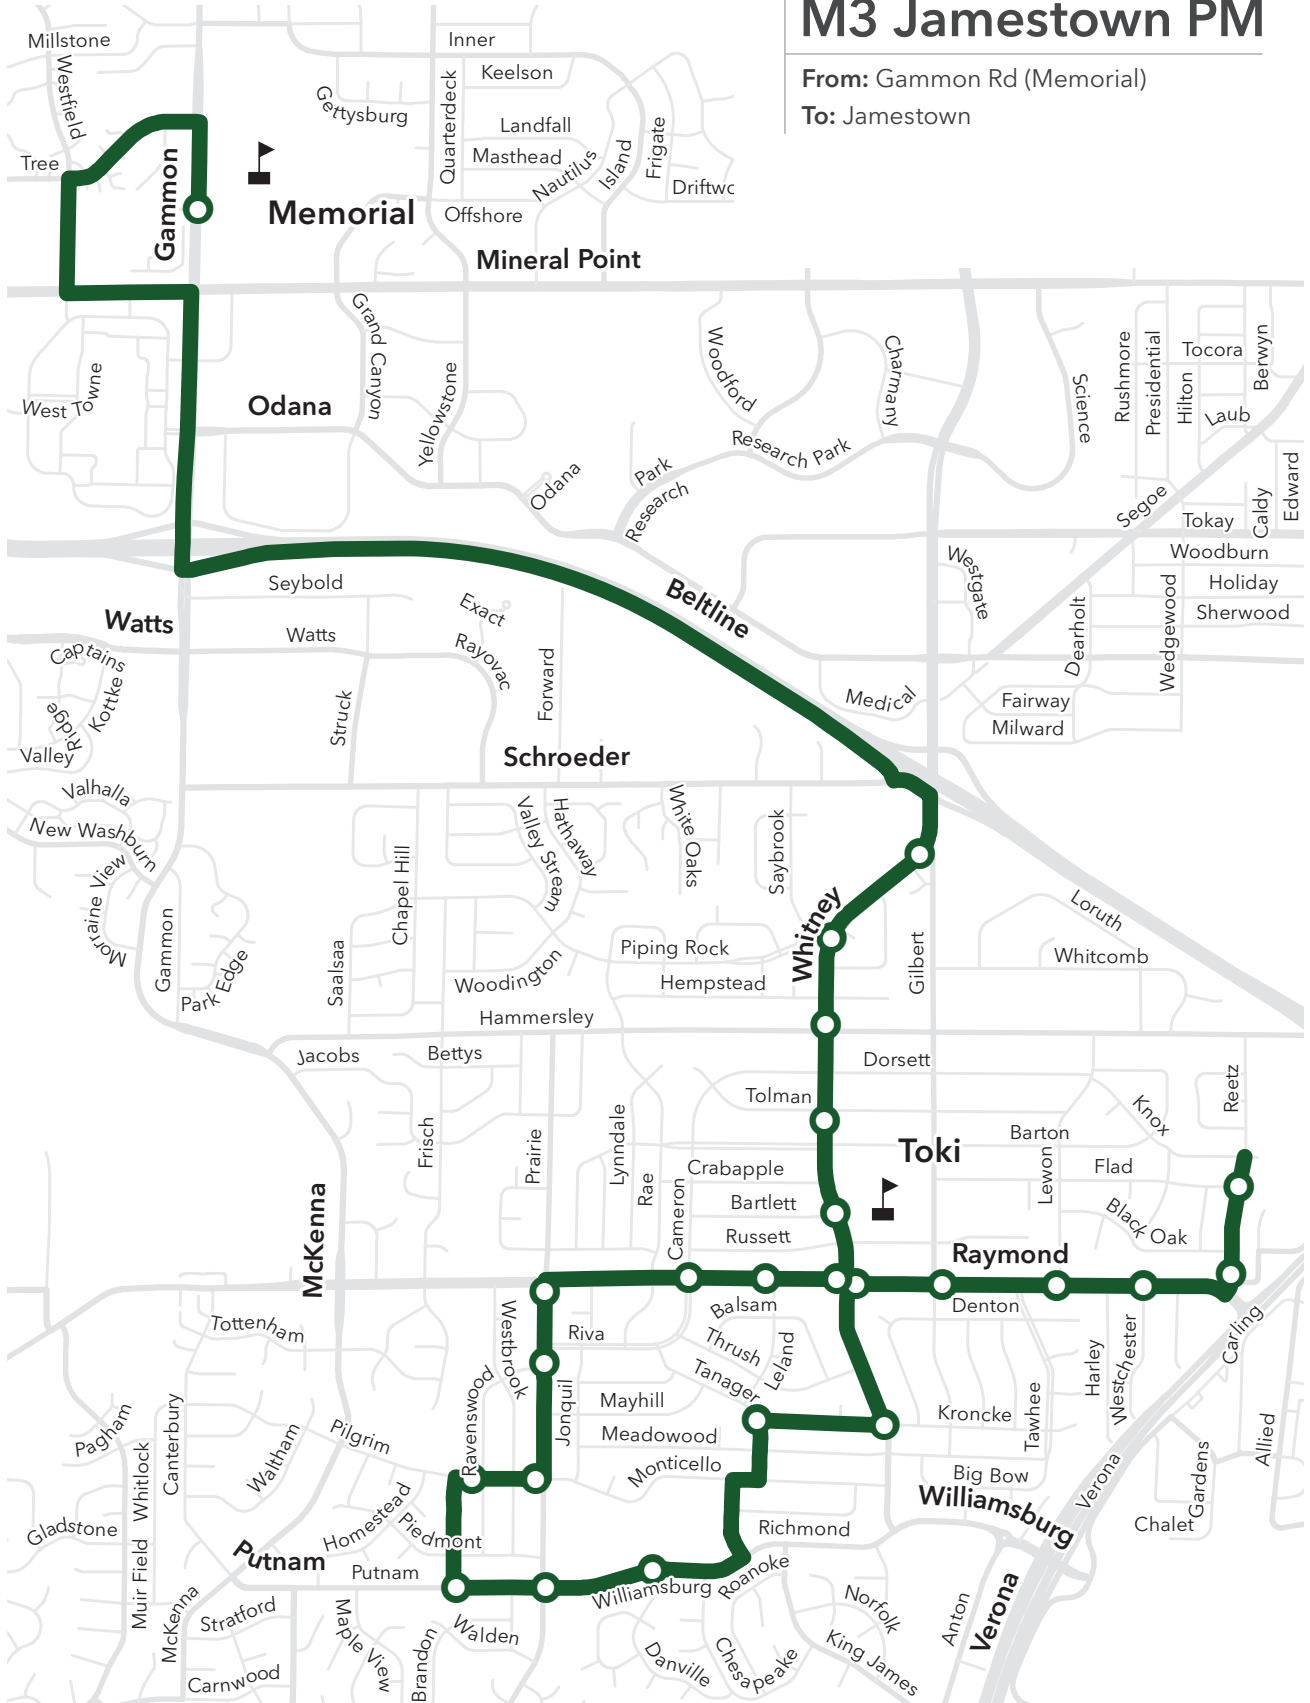 M3 Jamestown PM
From: Gammon Rd (Memorial)
To: Jamestown
Millstone
Westfield
Tree
Gammon
Memorial
Gettysburg
Inner
Keelson
Quarterdeck
Landfall
Masthead
Nautilus
Island
Frigate
Driftwo
Offshore
Mineral Point
Grand Canyon
West Towne
Odana
Yellowstone
Odana
Woodford
Charmany
Research Park
Park
Research
Science
Rushmore
Presidential
Hilton
Tocora
Berwyn
Laub
Segoe
Tokay
Caldy
Edward
Woodburn
Holiday
Sherwood
Westgate
Dearholt
Wedgewood
Fairway
Milward
Medical
Beltline
Seybold
Watts
Watts
Exact
Rayovac
Forward
Struck
Captains
Kottke
Ridge
Valley
Schroeder
Valhalla
New Washburn
Morraine View
Gammon
Park Edge
Saalsaa
Chapel Hill
Valley Stream
Hathaway
White Oaks
Saybrook
Whitney
Piping Rock
Hempstead
Woodington
Hammersley
Gilbert
Loruth
Whitcomb
Jacobs
Bettys
Dorsett
Tolman
Frisch
Prairie
Lynndale
Rae
Cameron
Crabapple
Bartlett
Russett
Toki
Barton
Lewon
Flad
Knox
Reetz
Black Oak
Raymond
McKenna
Denton
Balsam
Tottenham
Westbrook
Riva
Thrush
Tanager
Leland
Harley
Westchester
Carling
Ravenswood
Jonquil
Mayhill
Meadowood
Monticello
Kroncke
Tawhee
Big Bow
Williamsburg
Verona
Gardens
Chalet
Allied
Pagham
Whitlock
Canterbury
Waltham
Pilgrim
Homestead
Piedmont
Gladstone
Muir Field
Putnam
Putnam
McKenna
Stratford
Carnwood
Maple View
Brandon
Walden
Williamsburg
Roanoke
Richmond
Danville
Chesapeake
Norfolk
King James
Anton
Verona